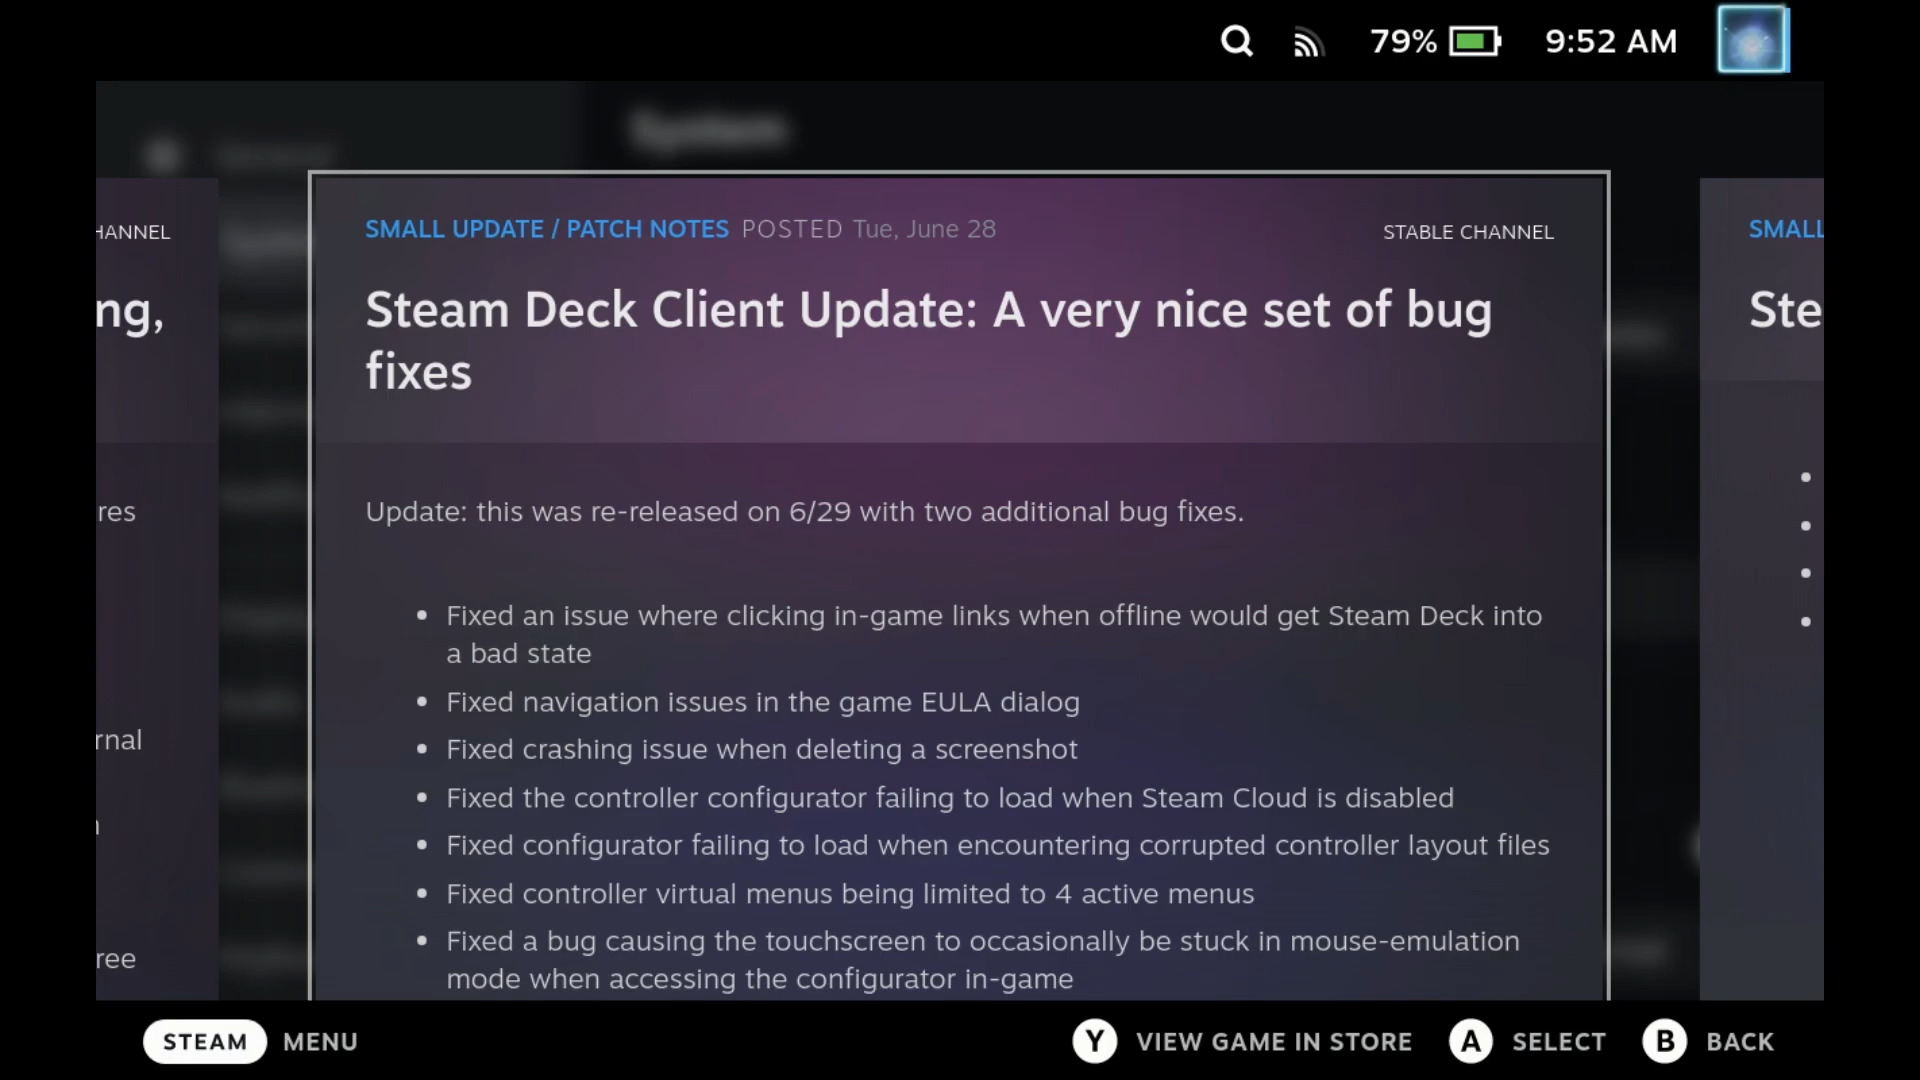 79% 9:52 AM
System
General
HANNEL
ng,
res
rnal
ree
SMALL UPDATE / PATCH NOTES POSTED Tue, June 28
STABLE CHANNEL
Steam Deck Client Update: A very nice set of bug
fixes
Update: this was re-released on 6/29 with two additional bug fixes.
• Fixed an issue where clicking in-game links when offline would get Steam Deck into
a bad state
• Fixed navigation issues in the game EULA dialog
• Fixed crashing issue when deleting a screenshot
• Fixed the controller configurator failing to load when Steam Cloud is disabled
• Fixed configurator failing to load when encountering corrupted controller layout files
• Fixed controller virtual menus being limited to 4 active menus
• Fixed a bug causing the touchscreen to occasionally be stuck in mouse-emulation
mode when accessing the configurator in-game
SMALL
Ste
STEAM MENU
Y VIEW GAME IN STORE A SELECT B BACK